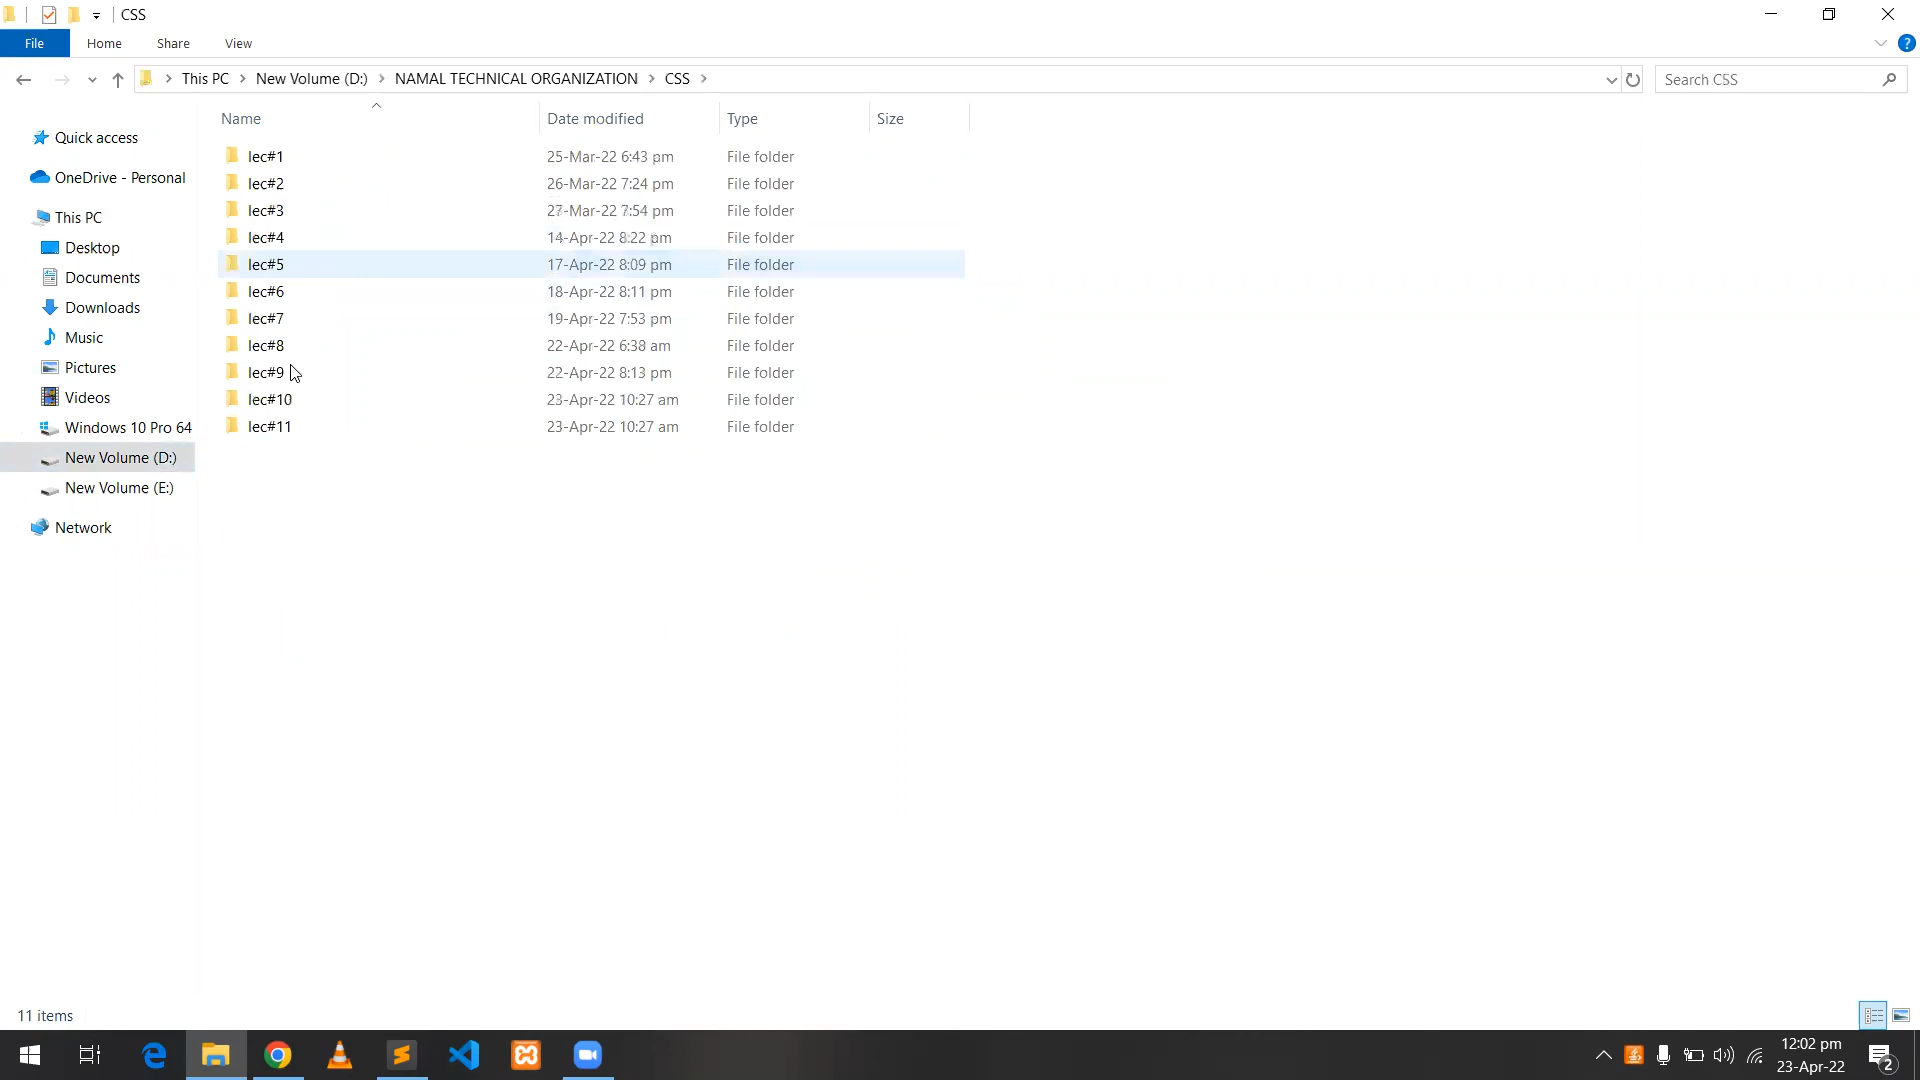 CSS
File Home Share View
This PC New Volume (D:) NAMAL TECHNICAL ORGANIZATION CSS
Search CSS
Name Date modified Type Size
Quick access
OneDrive - Personal
This PC
Desktop
Documents
Downloads
Music
Pictures
Videos
Windows 10 Pro 64
New Volume (D:)
New Volume (E:)
Network
lec#1 25-Mar-22 6:43 pm File folder
lec#2 26-Mar-22 7:24 pm File folder
lec#3 27-Mar-22 7:54 pm File folder
lec#4 14-Apr-22 8:22 pm File folder
lec#5 17-Apr-22 8:09 pm File folder
lec#6 18-Apr-22 8:11 pm File folder
lec#7 19-Apr-22 7:53 pm File folder
lec#8 22-Apr-22 6:38 am File folder
lec#9 22-Apr-22 8:13 pm File folder
lec#10 23-Apr-22 10:27 am File folder
lec#11 23-Apr-22 10:27 am File folder
11 items
12:02 pm
23-Apr-22
2